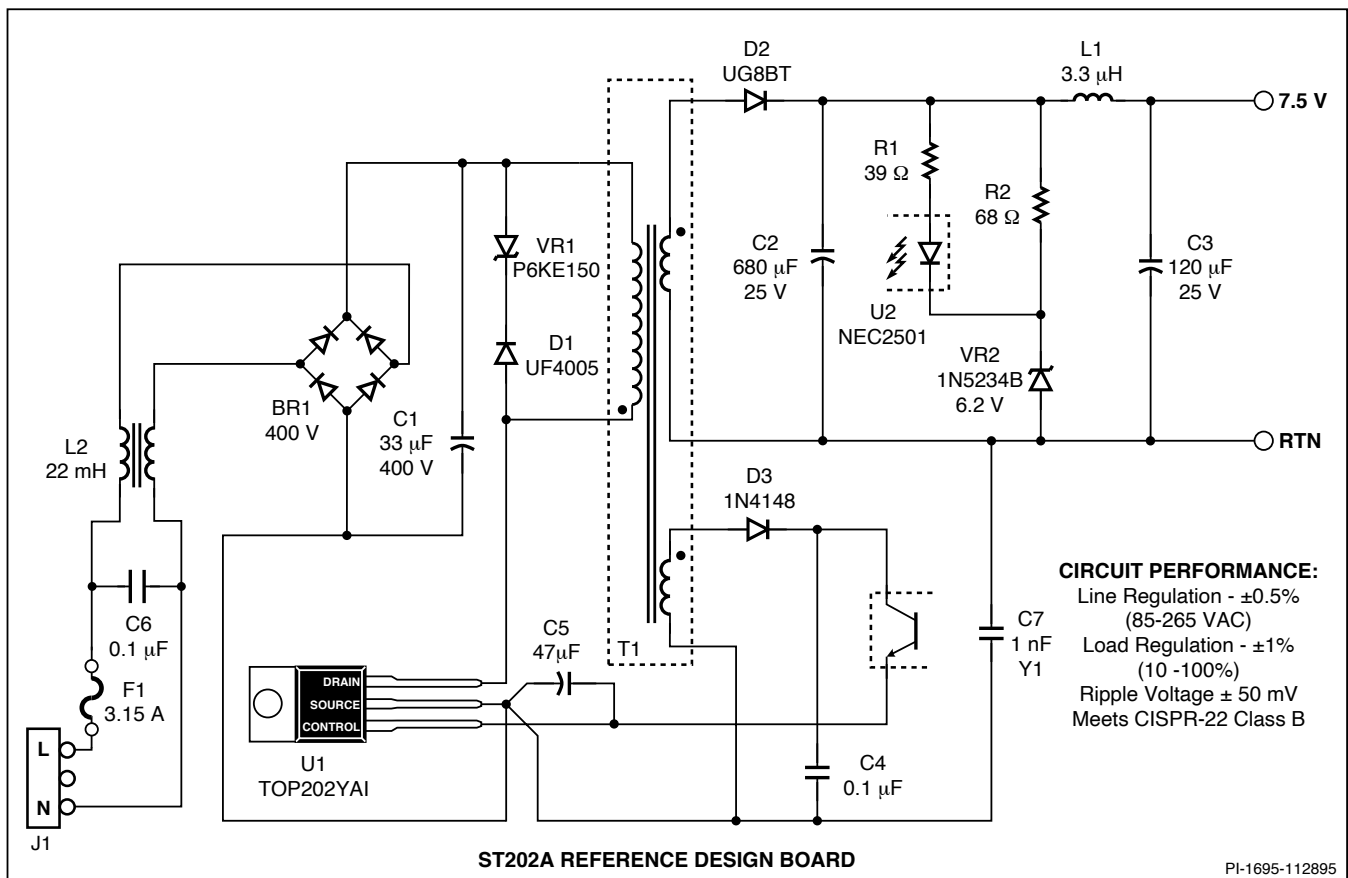 D2
UG8BT
L1
3.3 μH
7.5 V
R1
39 Ω
R2
68 Ω
VR1
P6KE150
C2
680 μF
25 V
C3
120 μF
25 V
U2
NEC2501
D1
UF4005
VR2
1N5234B
6.2 V
BR1
400 V
C1
33 μF
400 V
L2
22 mH
RTN
D3
1N4148
C6
0.1 μF
C5
47μF
T1
C7
1 nF
Y1
CIRCUIT PERFORMANCE:
Line Regulation - ±0.5%
(85-265 VAC)
Load Regulation - ±1%
(10 -100%)
Ripple Voltage ± 50 mV
Meets CISPR-22 Class B
F1
3.15 A
DRAIN
SOURCE
CONTROL
U1
TOP202YAI
C4
0.1 μF
L
N
J1
ST202A REFERENCE DESIGN BOARD
PI-1695-112895